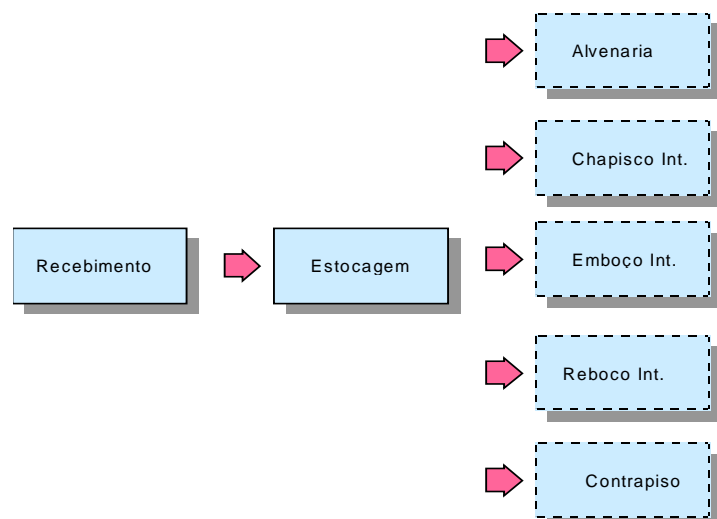 Alvenaria
Chapisco Int.
Recebimento
Estocagem
Emboço Int.
Reboco Int.
Contrapiso